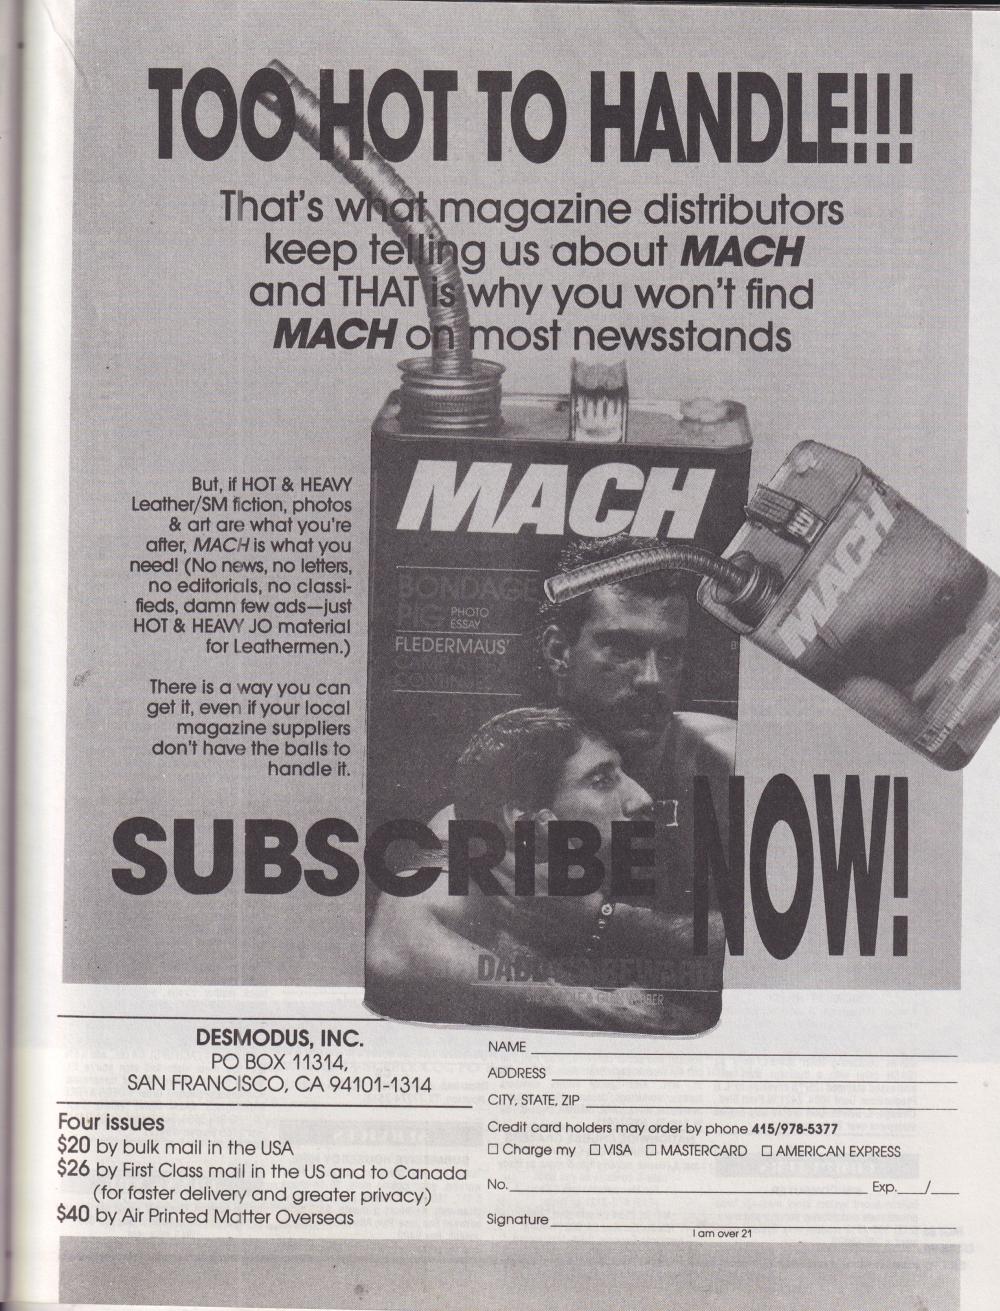 TOO HOT TO HANDLE!!!
That's what magazine distributors
keep telling us about MACH
and THAT is why you won't find
MACH on most newsstands
But, if HOT & HEAVY
Leather/SM fiction, photos
& art are what you're
after, MACH is what you
need! (No news, no letters,
no editorials, no classi-
fieds, damn few ads—just
HOT & HEAVY JO material
for Leathermen.)
There is a way you can
get it, even if your local
magazine suppliers
don't have the balls to
handle it.
MACH
BONDAGE
PIG PHOTO
ESSAY
FLEDERMAUS'
CONTINUES
MACH
SUBSCRIBE NOW!
DESMODUS, INC.
PO BOX 11314,
SAN FRANCISCO, CA 94101-1314
Four issues
$20 by bulk mail in the USA
$26 by First Class mail in the US and to Canada
(for faster delivery and greater privacy)
$40 by Air Printed Matter Overseas
NAME
ADDRESS
CITY, STATE, ZIP
Credit card holders may order by phone 415/978-5377
☐ Charge my ☐ VISA ☐ MASTERCARD ☐ AMERICAN EXPRESS
No. Exp. /
Signature
I am over 21